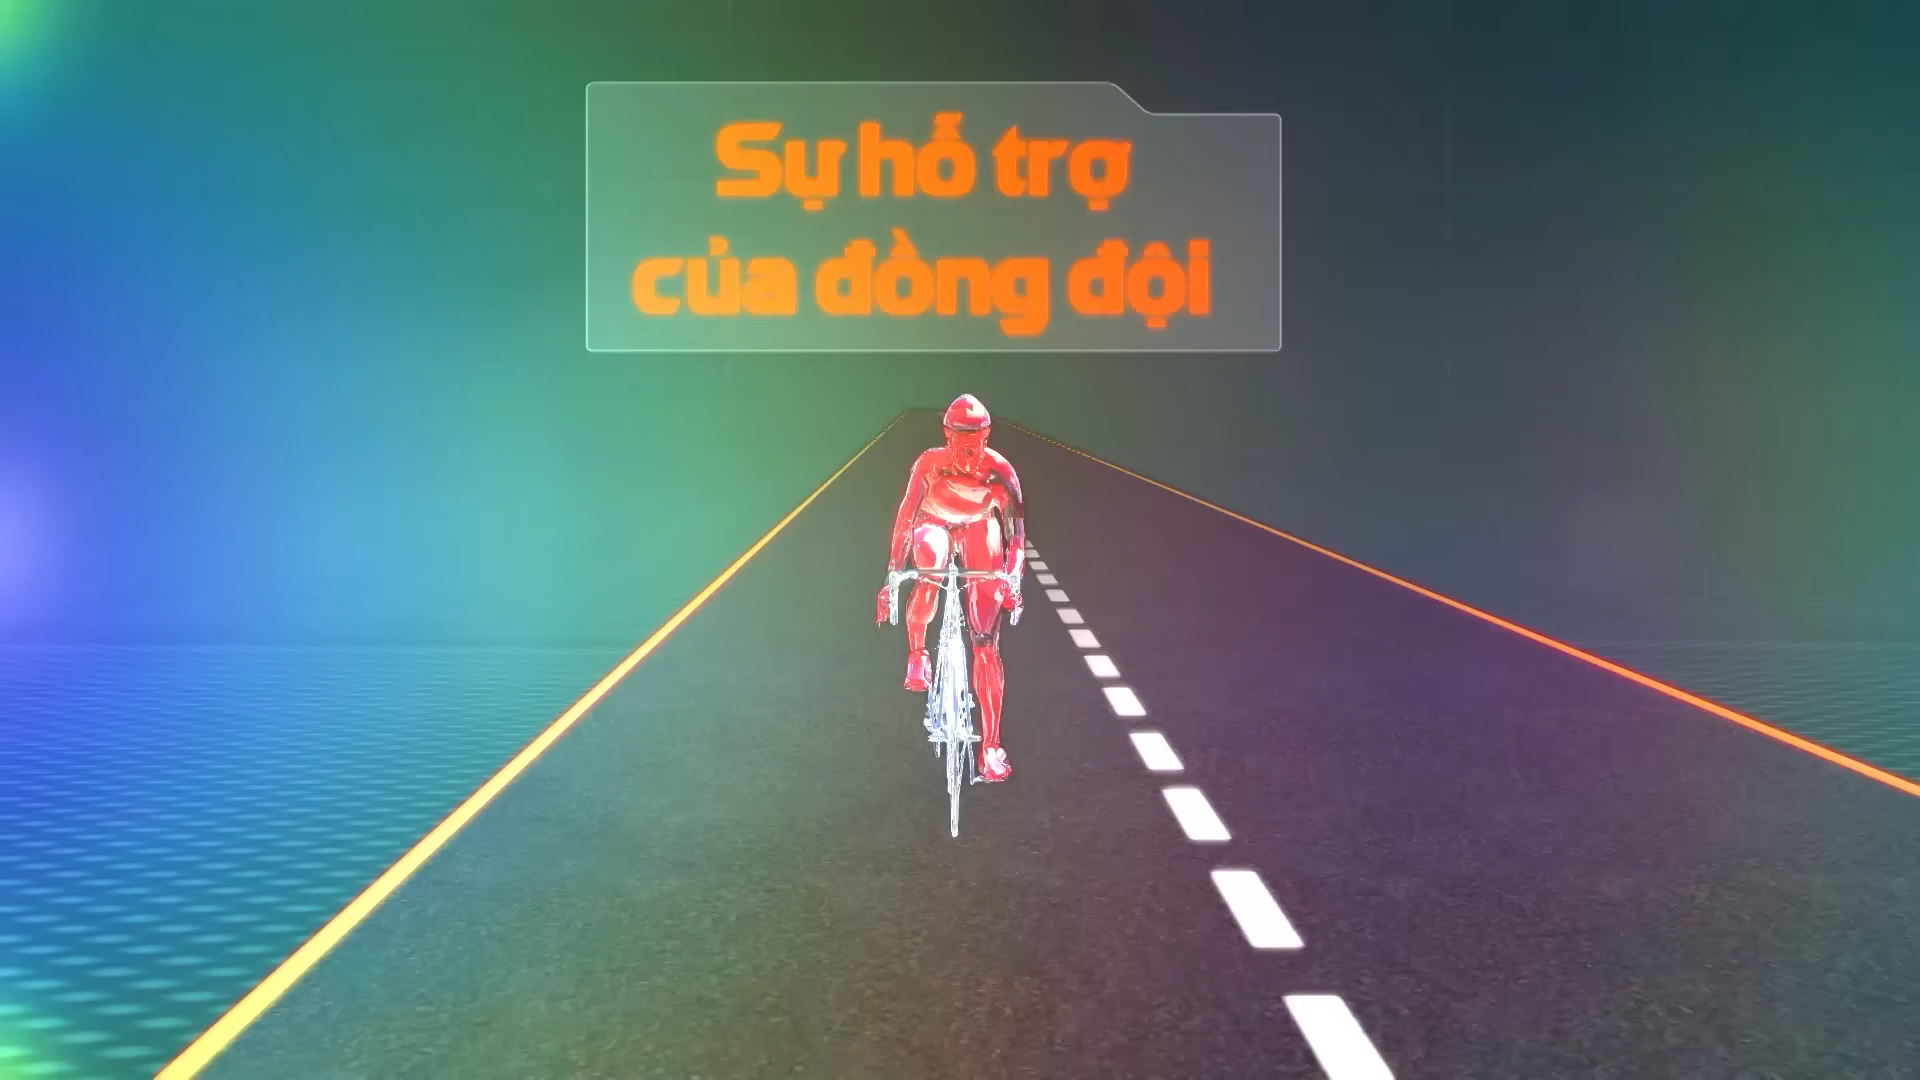 Sự hỗ trợ
của đồng đội